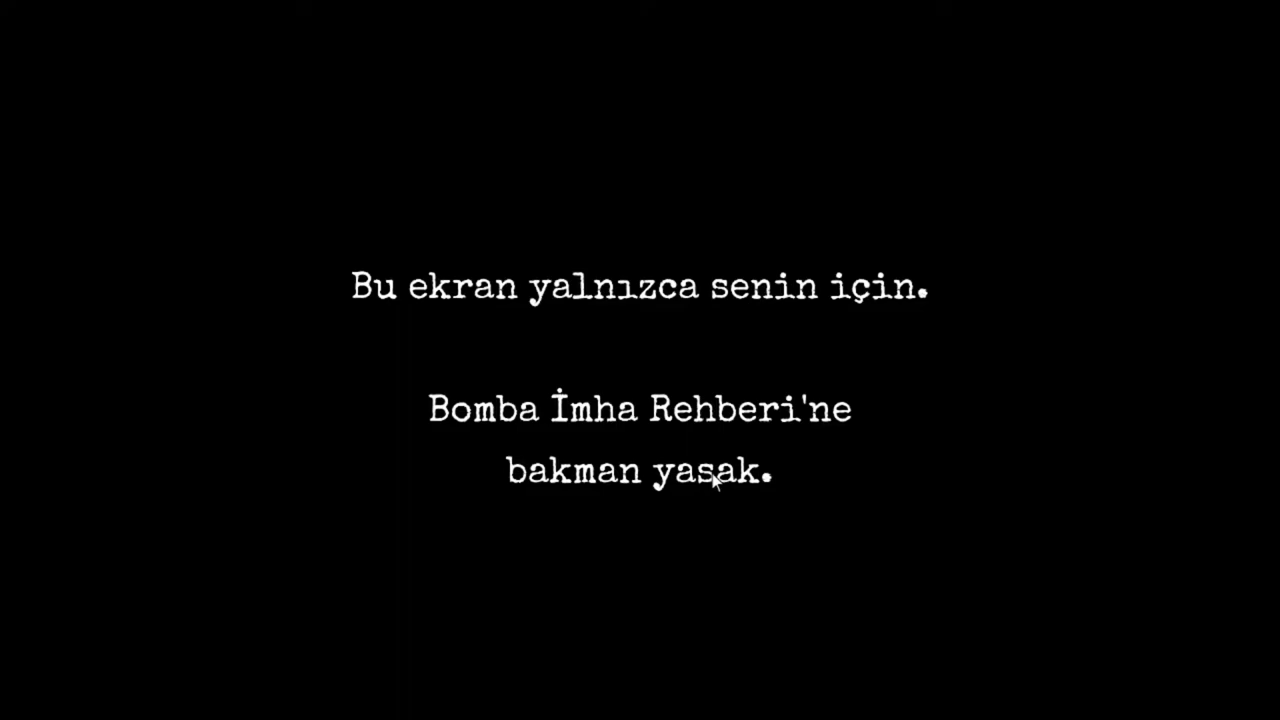 Bu ekran yalnızca senin için.
Bomba İmha Rehberi'ne
bakman yasak.